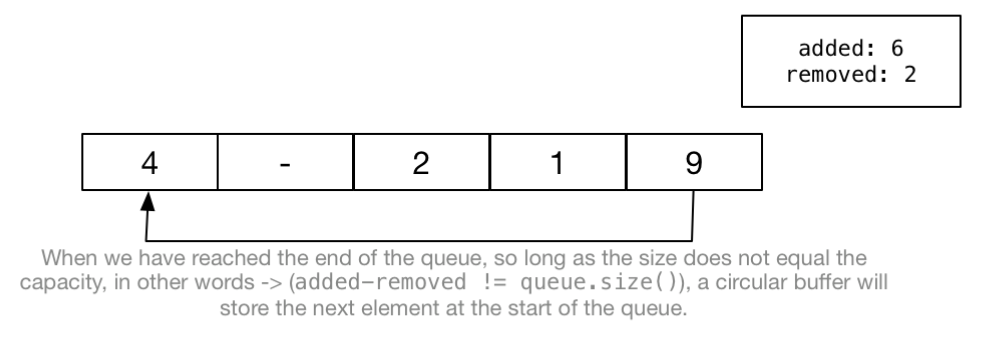 added: 6
removed: 2
4 - 2 1 9
When we have reached the end of the queue, so long as the size does not equal the
capacity, in other words -> (added-removed != queue.size()), a circular buffer will
store the next element at the start of the queue.